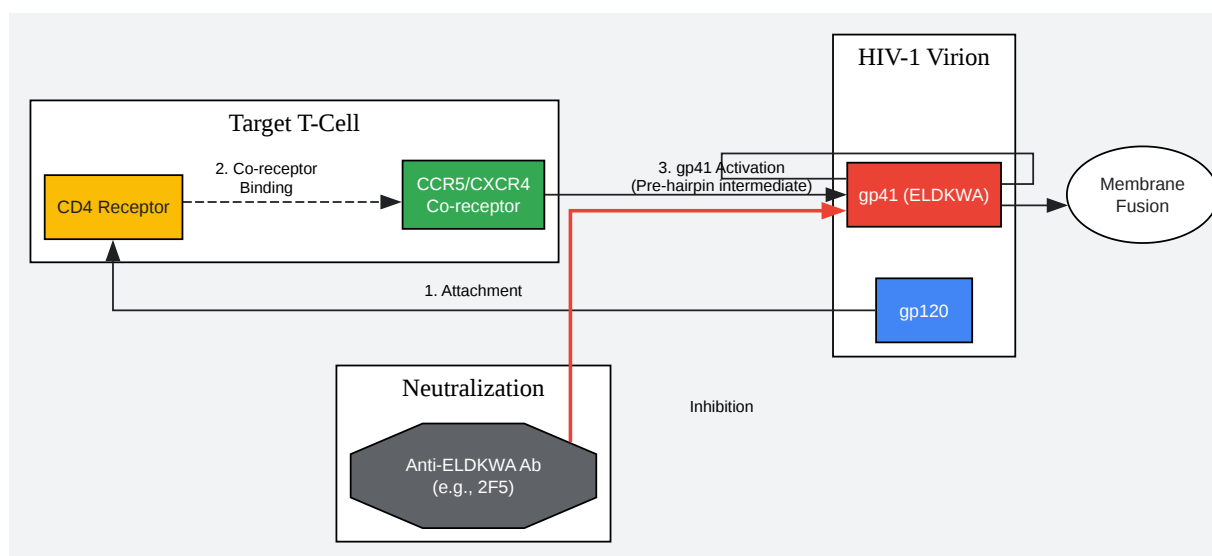 HIV-1 Virion
Target T-Cell
2. Co-receptor
Binding
CD4 Receptor
CCR5/CXCR4
Co-receptor
3. gp41 Activation
(Pre-hairpin intermediate)
gp41 (ELDKWA)
Membrane
Fusion
1. Attachment
gp120
Neutralization
Inhibition
Anti-ELDKWA Ab
(e.g., 2F5)